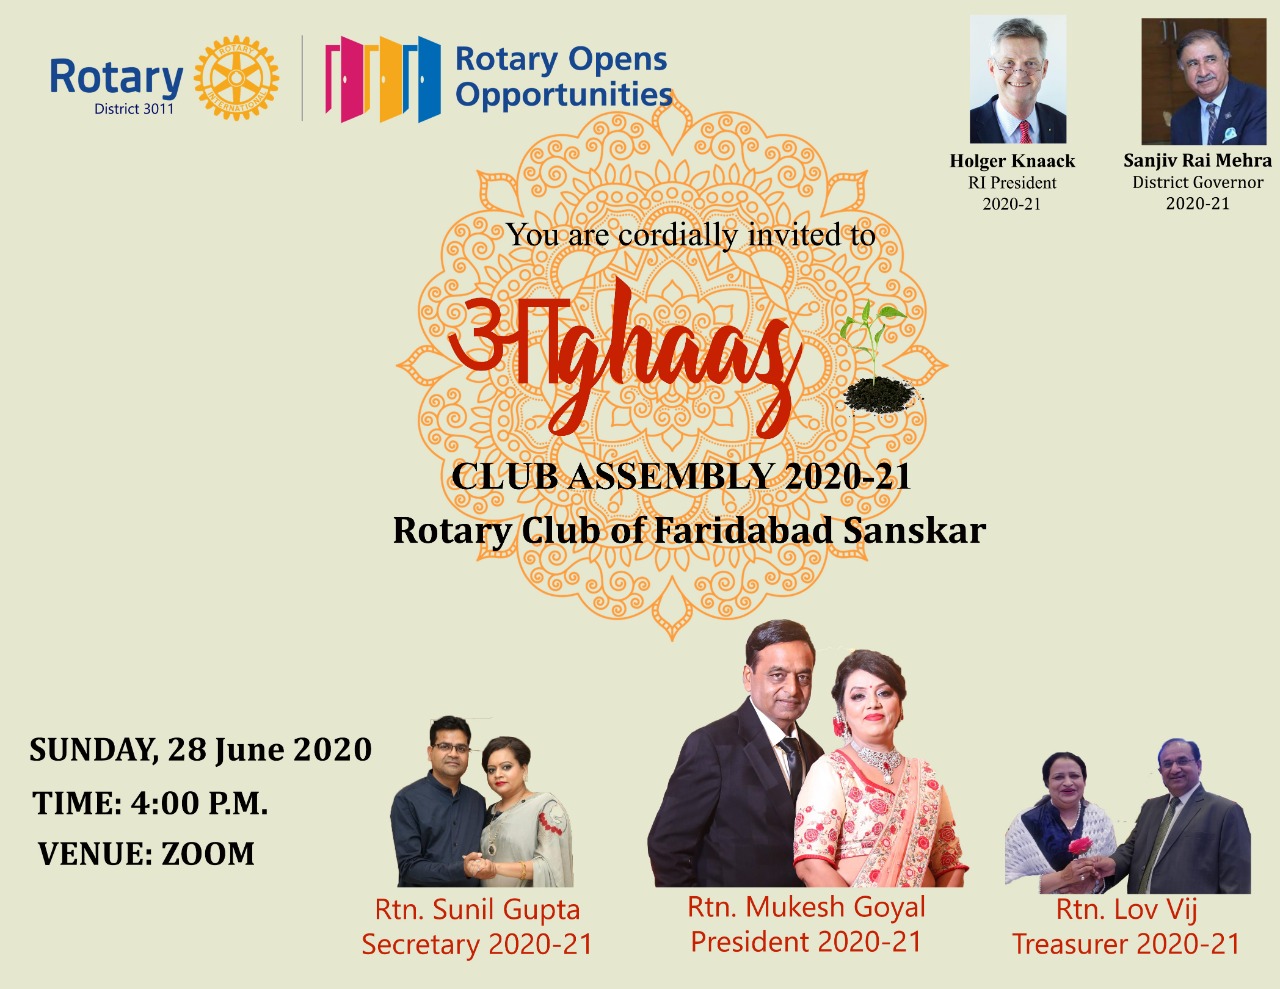 Rotary
District 3011
ROTARY
INTERNATIONAL
Rotary Opens
Opportunities
Holger Knaack
RI President
2020-21
Sanjiv Rai Mehra
District Governor
2020-21
You are cordially invited to
आghaaz
CLUB ASSEMBLY 2020-21
Rotary Club of Faridabad Sanskar
SUNDAY, 28 June 2020
TIME: 4:00 P.M.
VENUE: ZOOM
Rtn. Sunil Gupta
Secretary 2020-21
Rtn. Mukesh Goyal
President 2020-21
Rtn. Lov Vij
Treasurer 2020-21